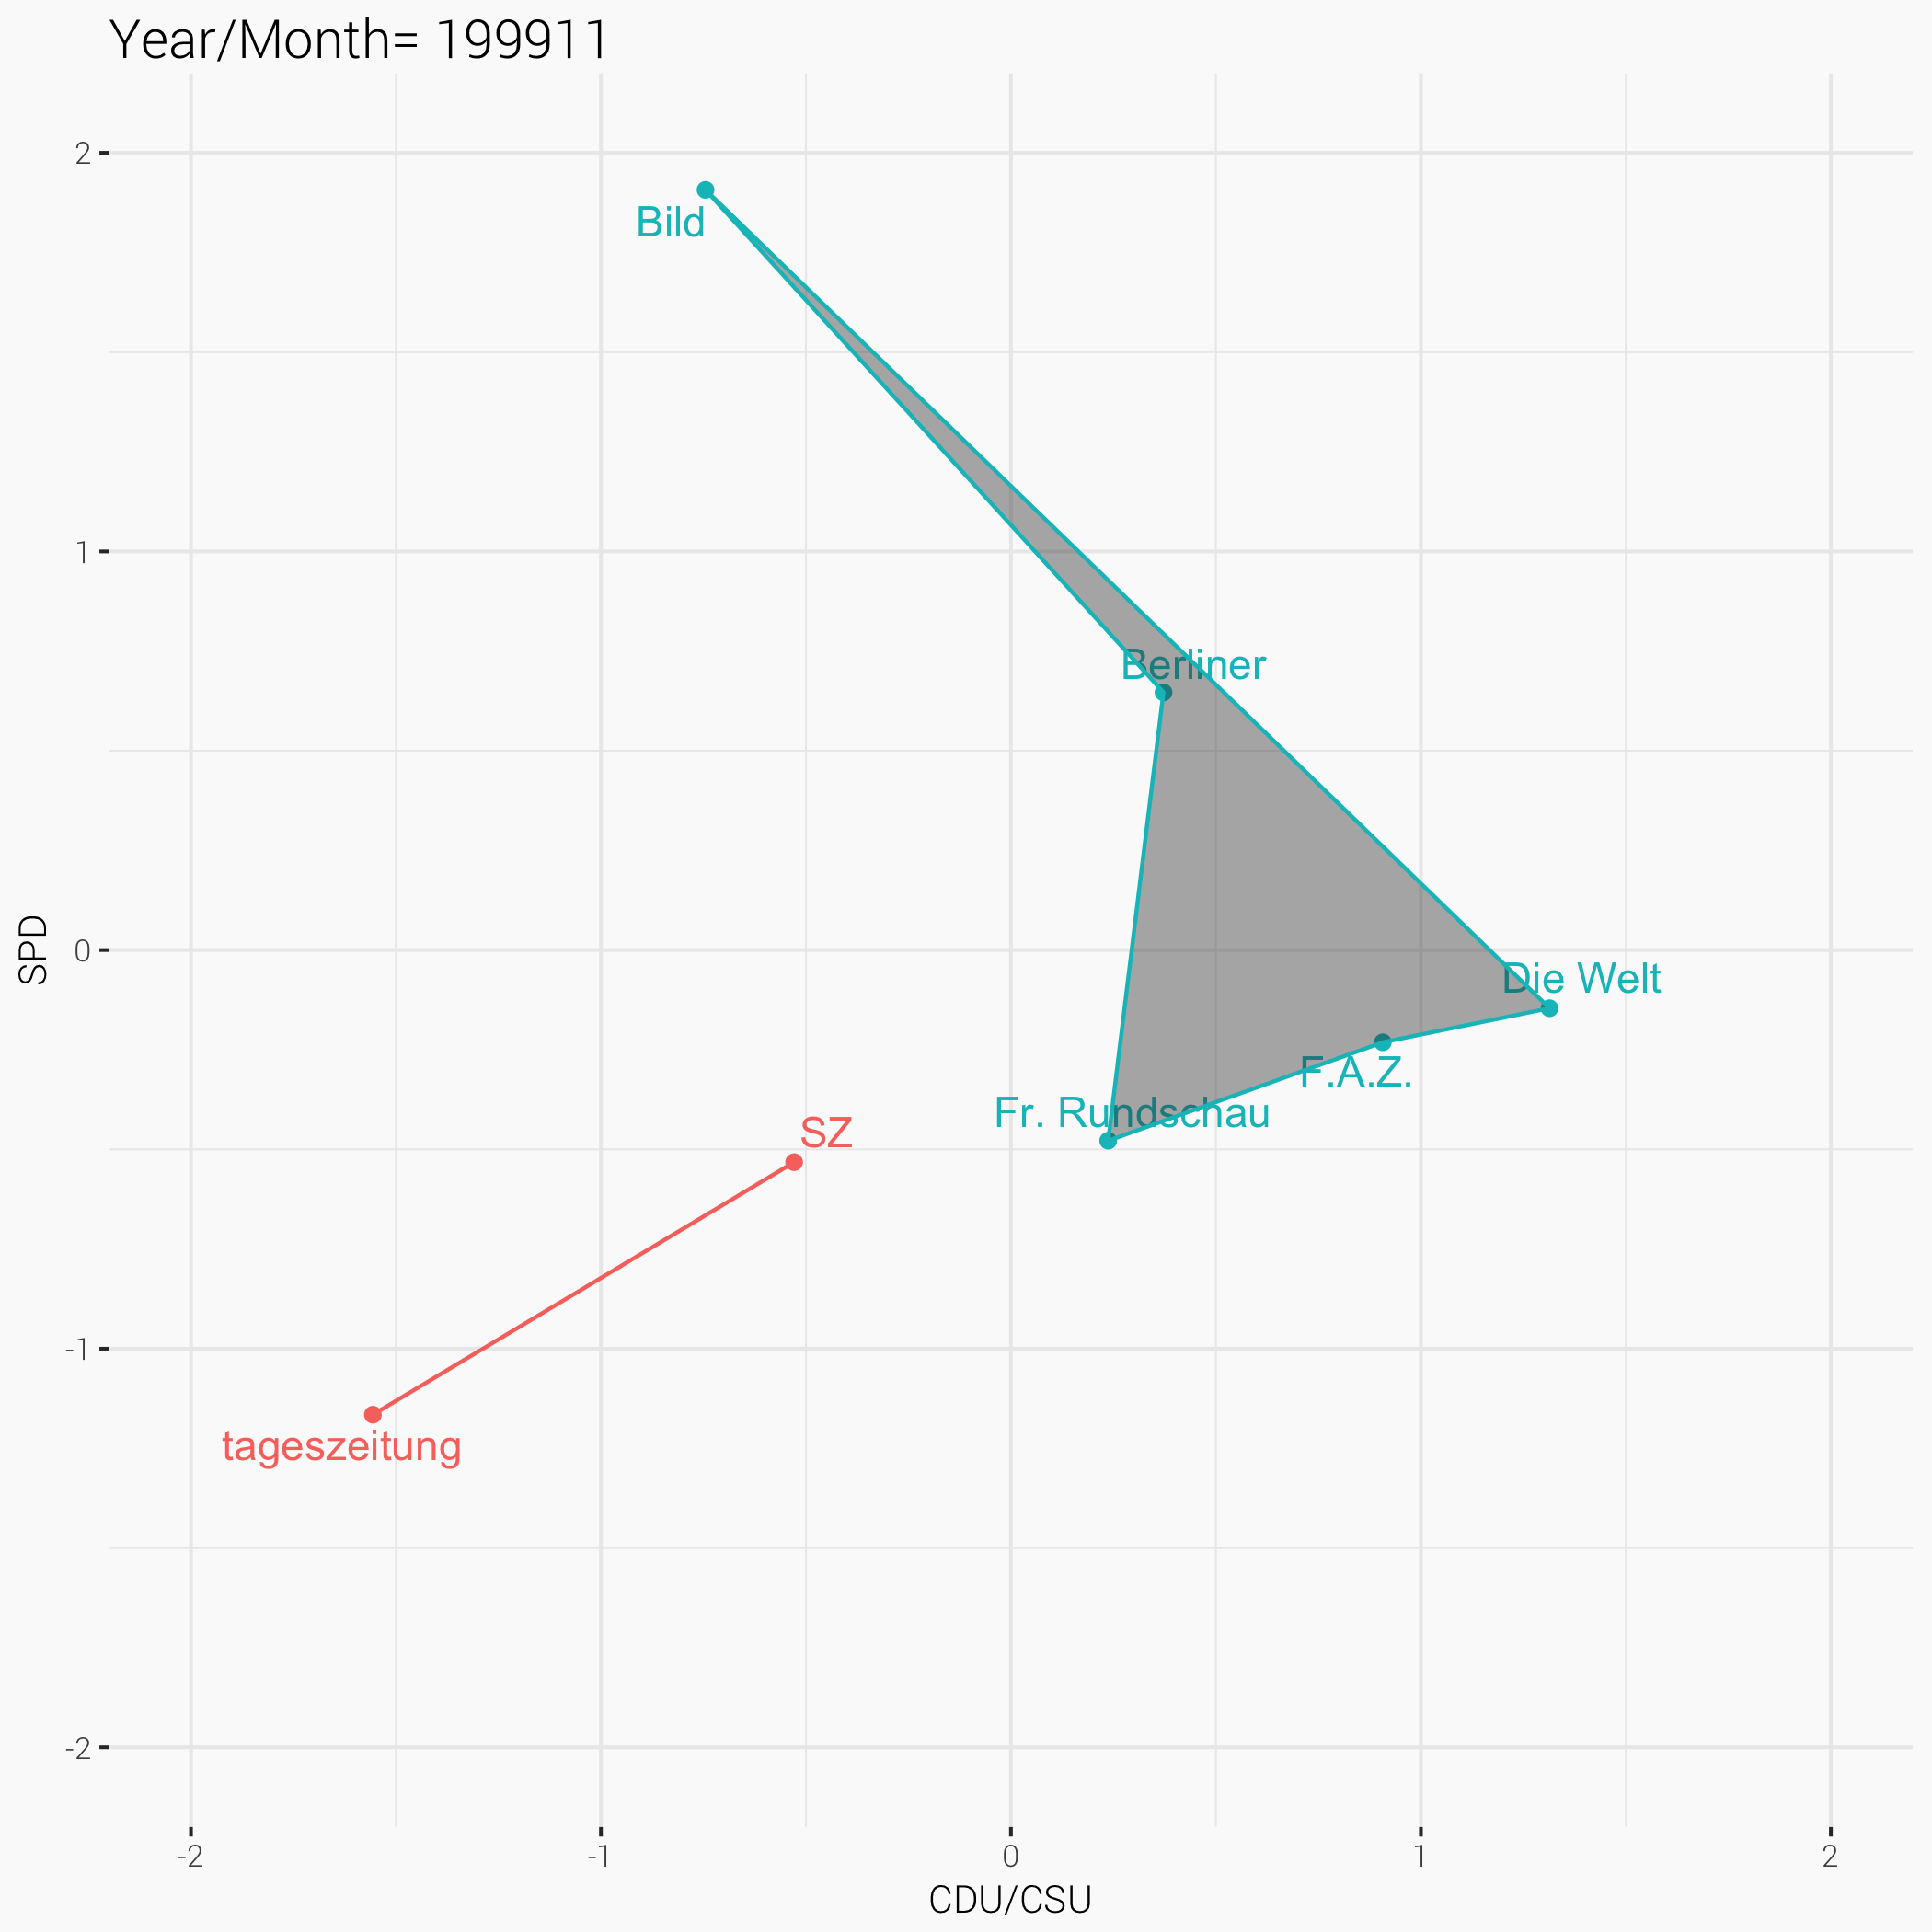 Year/Month= 199911
2
Bild
1
Berliner
SPD
0
Die Welt
F.A.Z.
Fr. Rundschau
SZ
-1
tageszeitung
-2
-2
-1
0
1
2
CDU/CSU